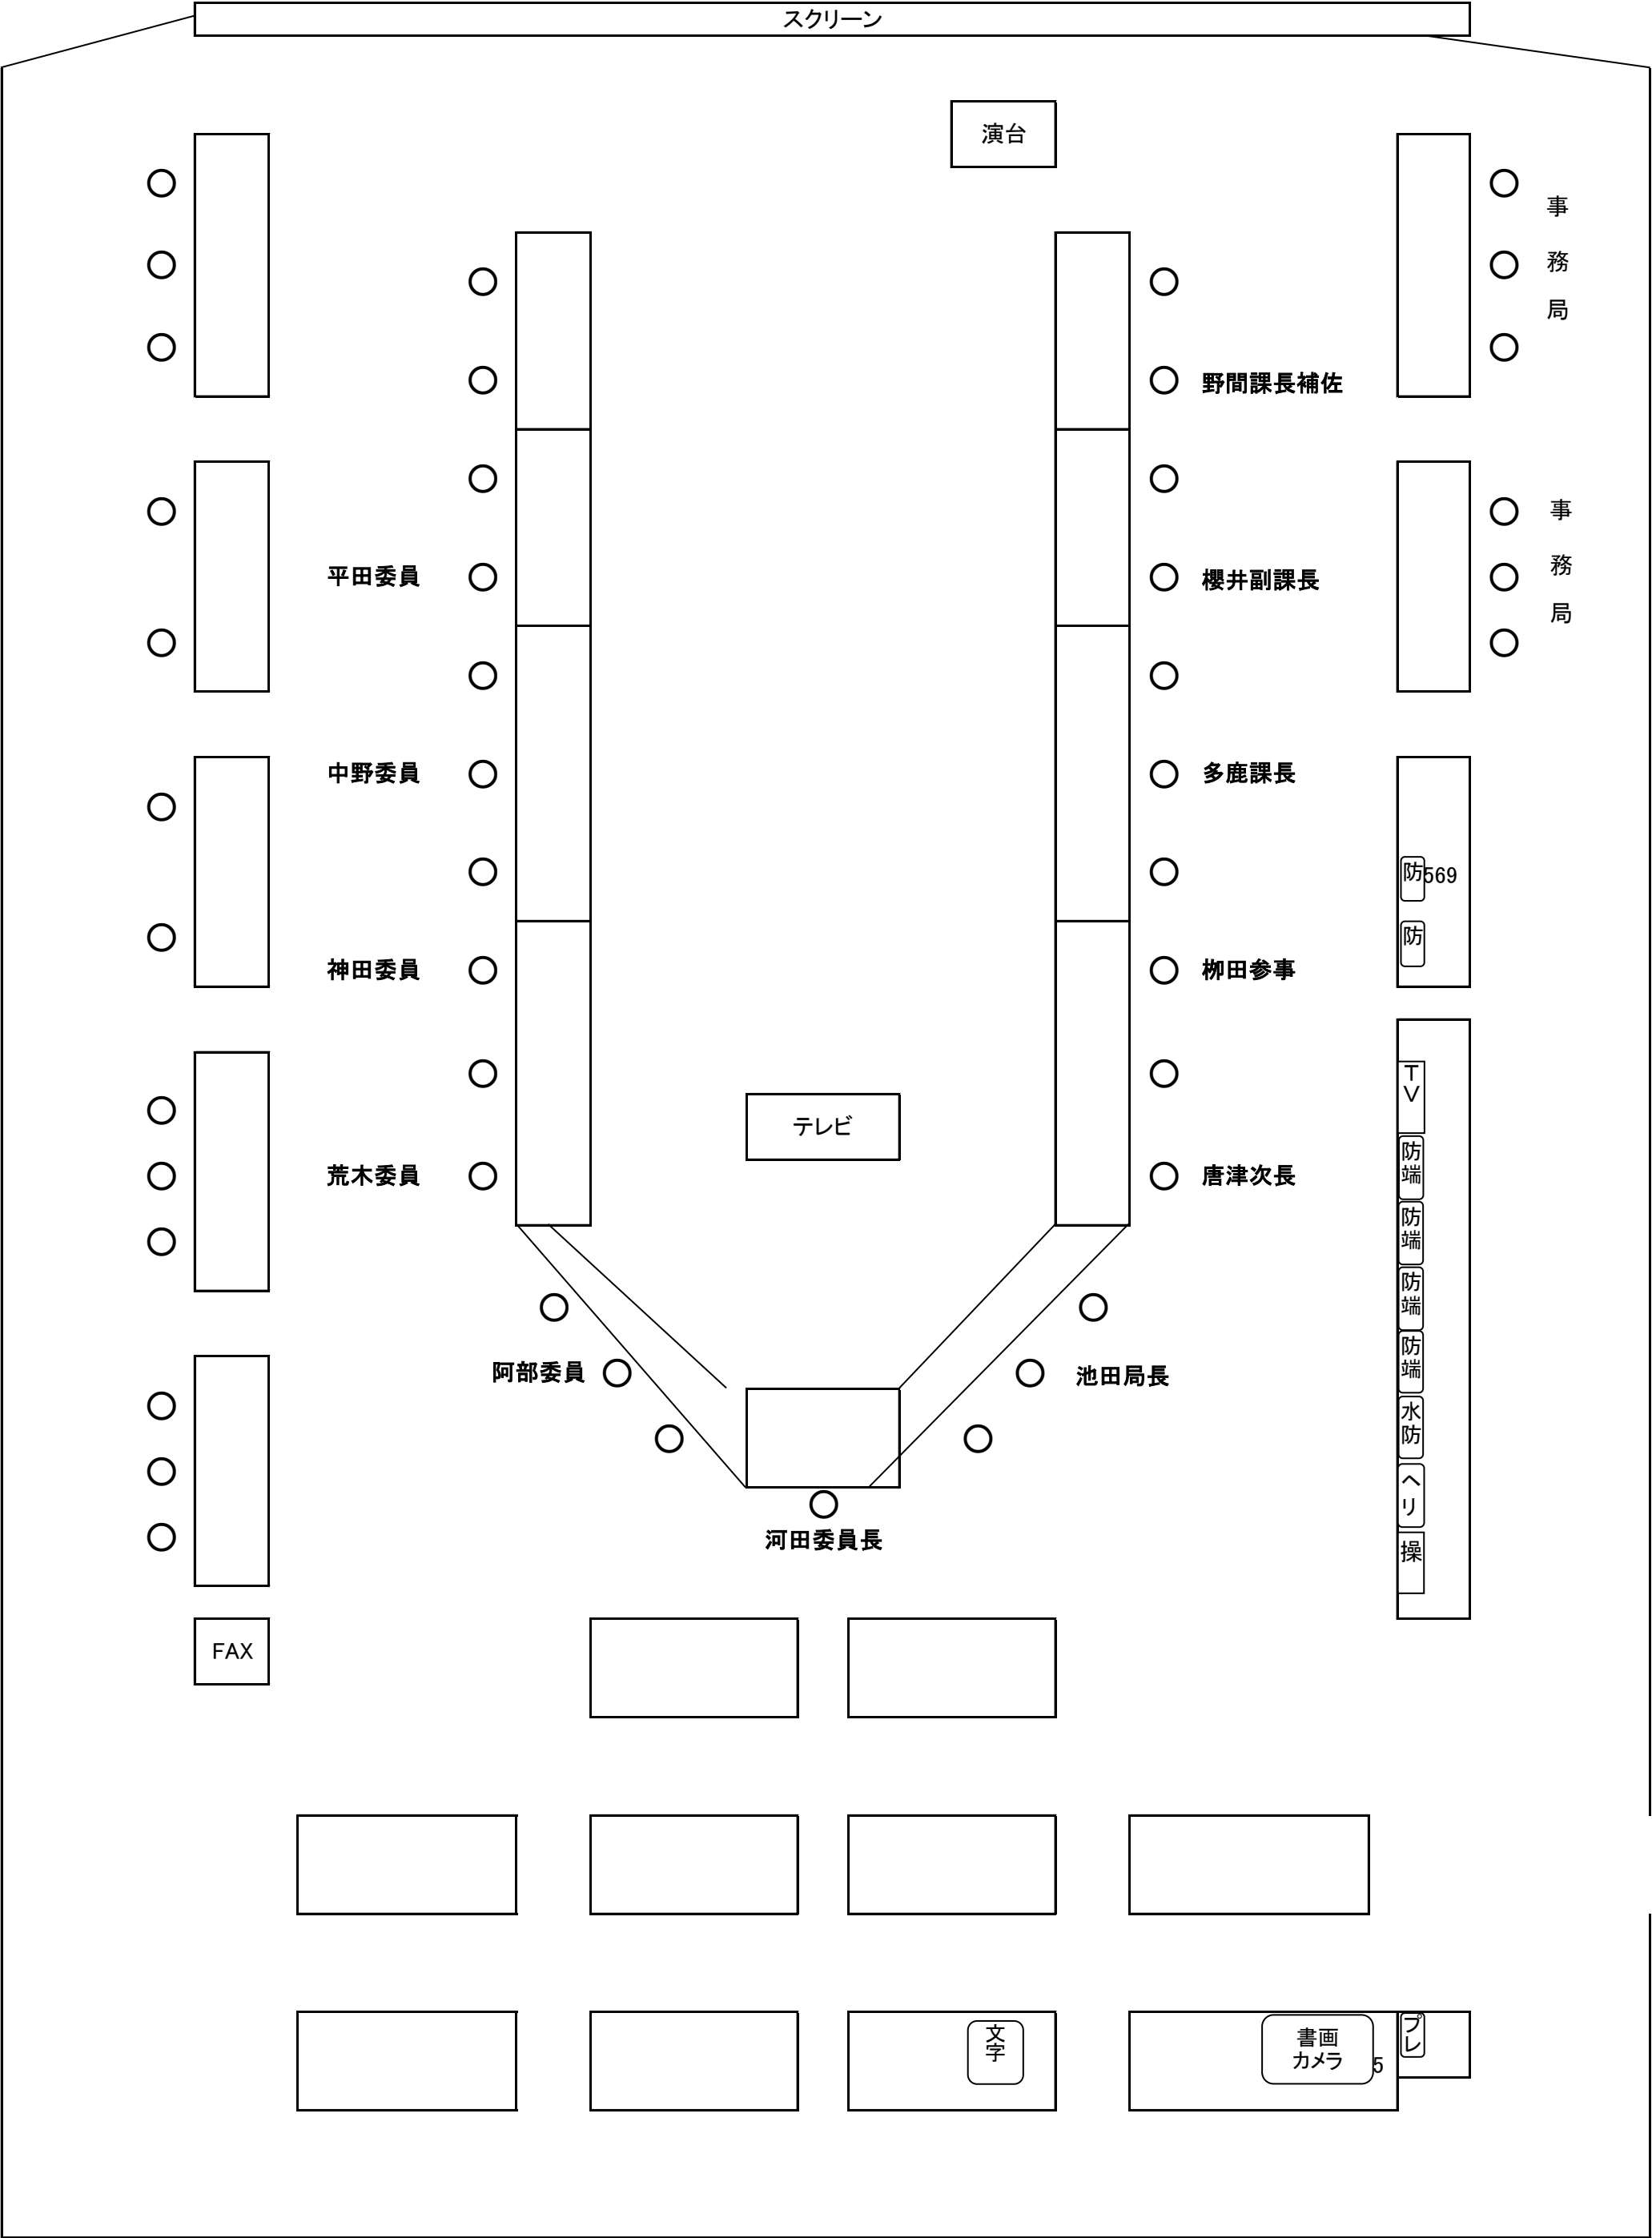 スクリーン
演台
事務局
野間課長補佐
事務局
平田委員
櫻井副課長
中野委員
多鹿課長
防
569
防
神田委員
栁田参事
TV
テレビ
防端
荒木委員
唐津次長
防端
防端
防端
阿部委員
池田局長
水防
ヘリ
河田委員長
操
FAX
文字
書画
カメラ
5
プレ